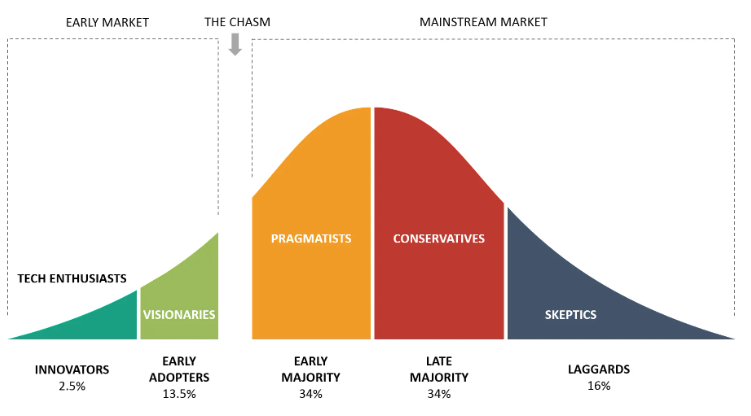 EARLY MARKET
THE CHASM
MAINSTREAM MARKET
TECH ENTHUSIASTS
VISIONARIES
PRAGMATISTS
CONSERVATIVES
SKEPTICS
INNOVATORS
2.5%
EARLY
ADOPTERS
13.5%
EARLY
MAJORITY
34%
LATE
MAJORITY
34%
LAGGARDS
16%